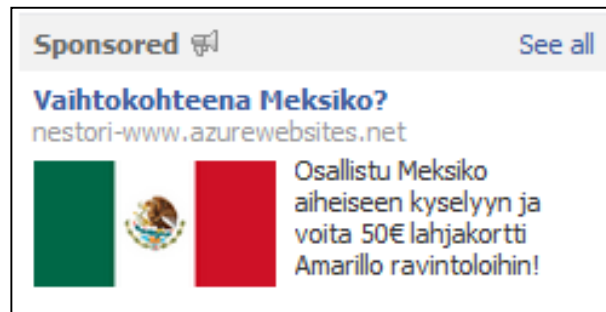 Sponsored
See all
Vaihtokohteena Meksiko?
nestori-www.azurewebsites.net
Osallistu Meksiko
aiheiseen kyselyyn ja
voita 50€ lahjakortti
Amarillo ravintoloihin!